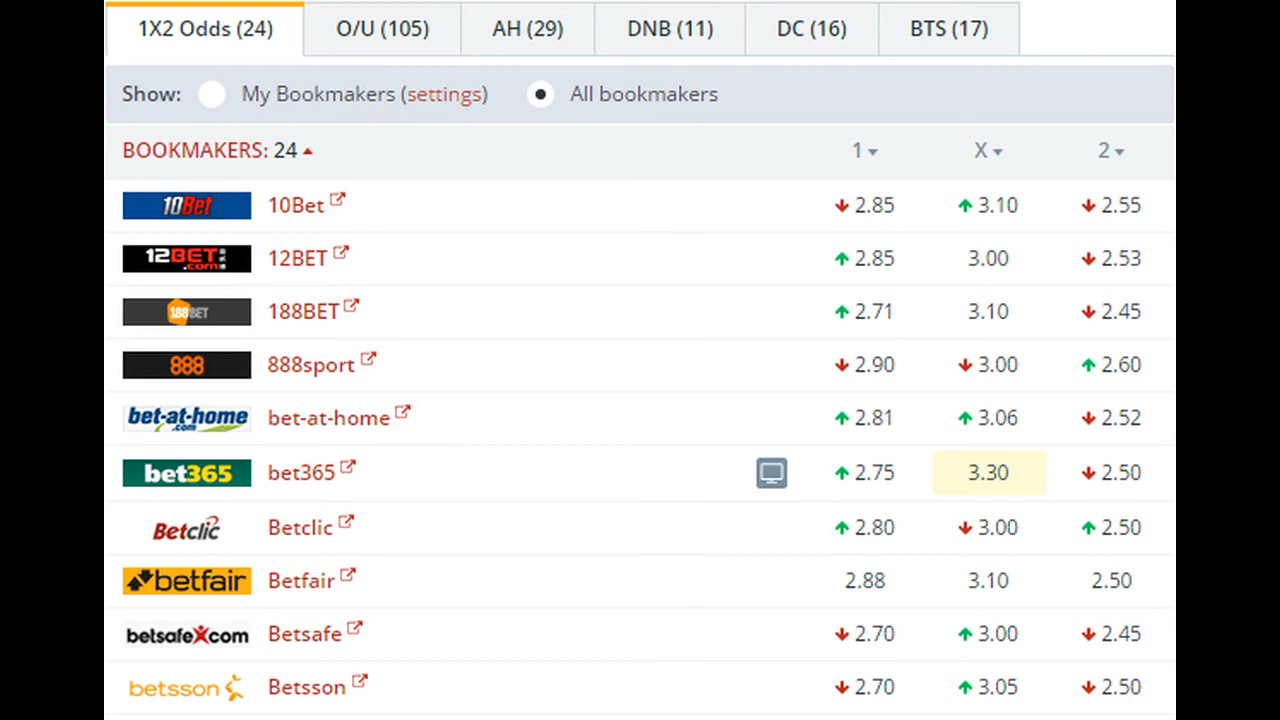 1X2 Odds (24) O/U (105) AH (29) DNB (11) DC (16) BTS (17)
Show: My Bookmakers (settings) All bookmakers
BOOKMAKERS: 24 1 X 2
10Bet 10Bet 2.85 3.10 2.55
12BET .com 12BET 2.85 3.00 2.53
188BET 188BET 2.71 3.10 2.45
888 888sport 2.90 3.00 2.60
bet-at-home .com bet-at-home 2.81 3.06 2.52
bet365 bet365 2.75 3.30 2.50
Betclic Betclic 2.80 3.00 2.50
betfair Betfair 2.88 3.10 2.50
betsafe.com Betsafe 2.70 3.00 2.45
betsson Betsson 2.70 3.05 2.50